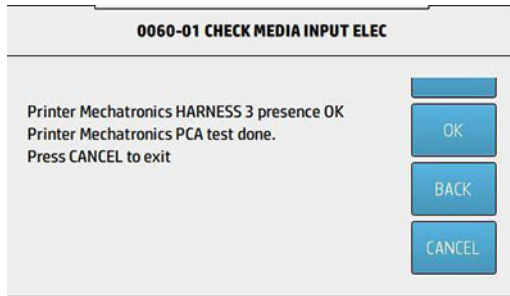 0060-01 CHECK MEDIA INPUT ELEC
Printer Mechatronics HARNESS 3 presence OK
Printer Mechatronics PCA test done.
Press CANCEL to exit
OK
BACK
CANCEL